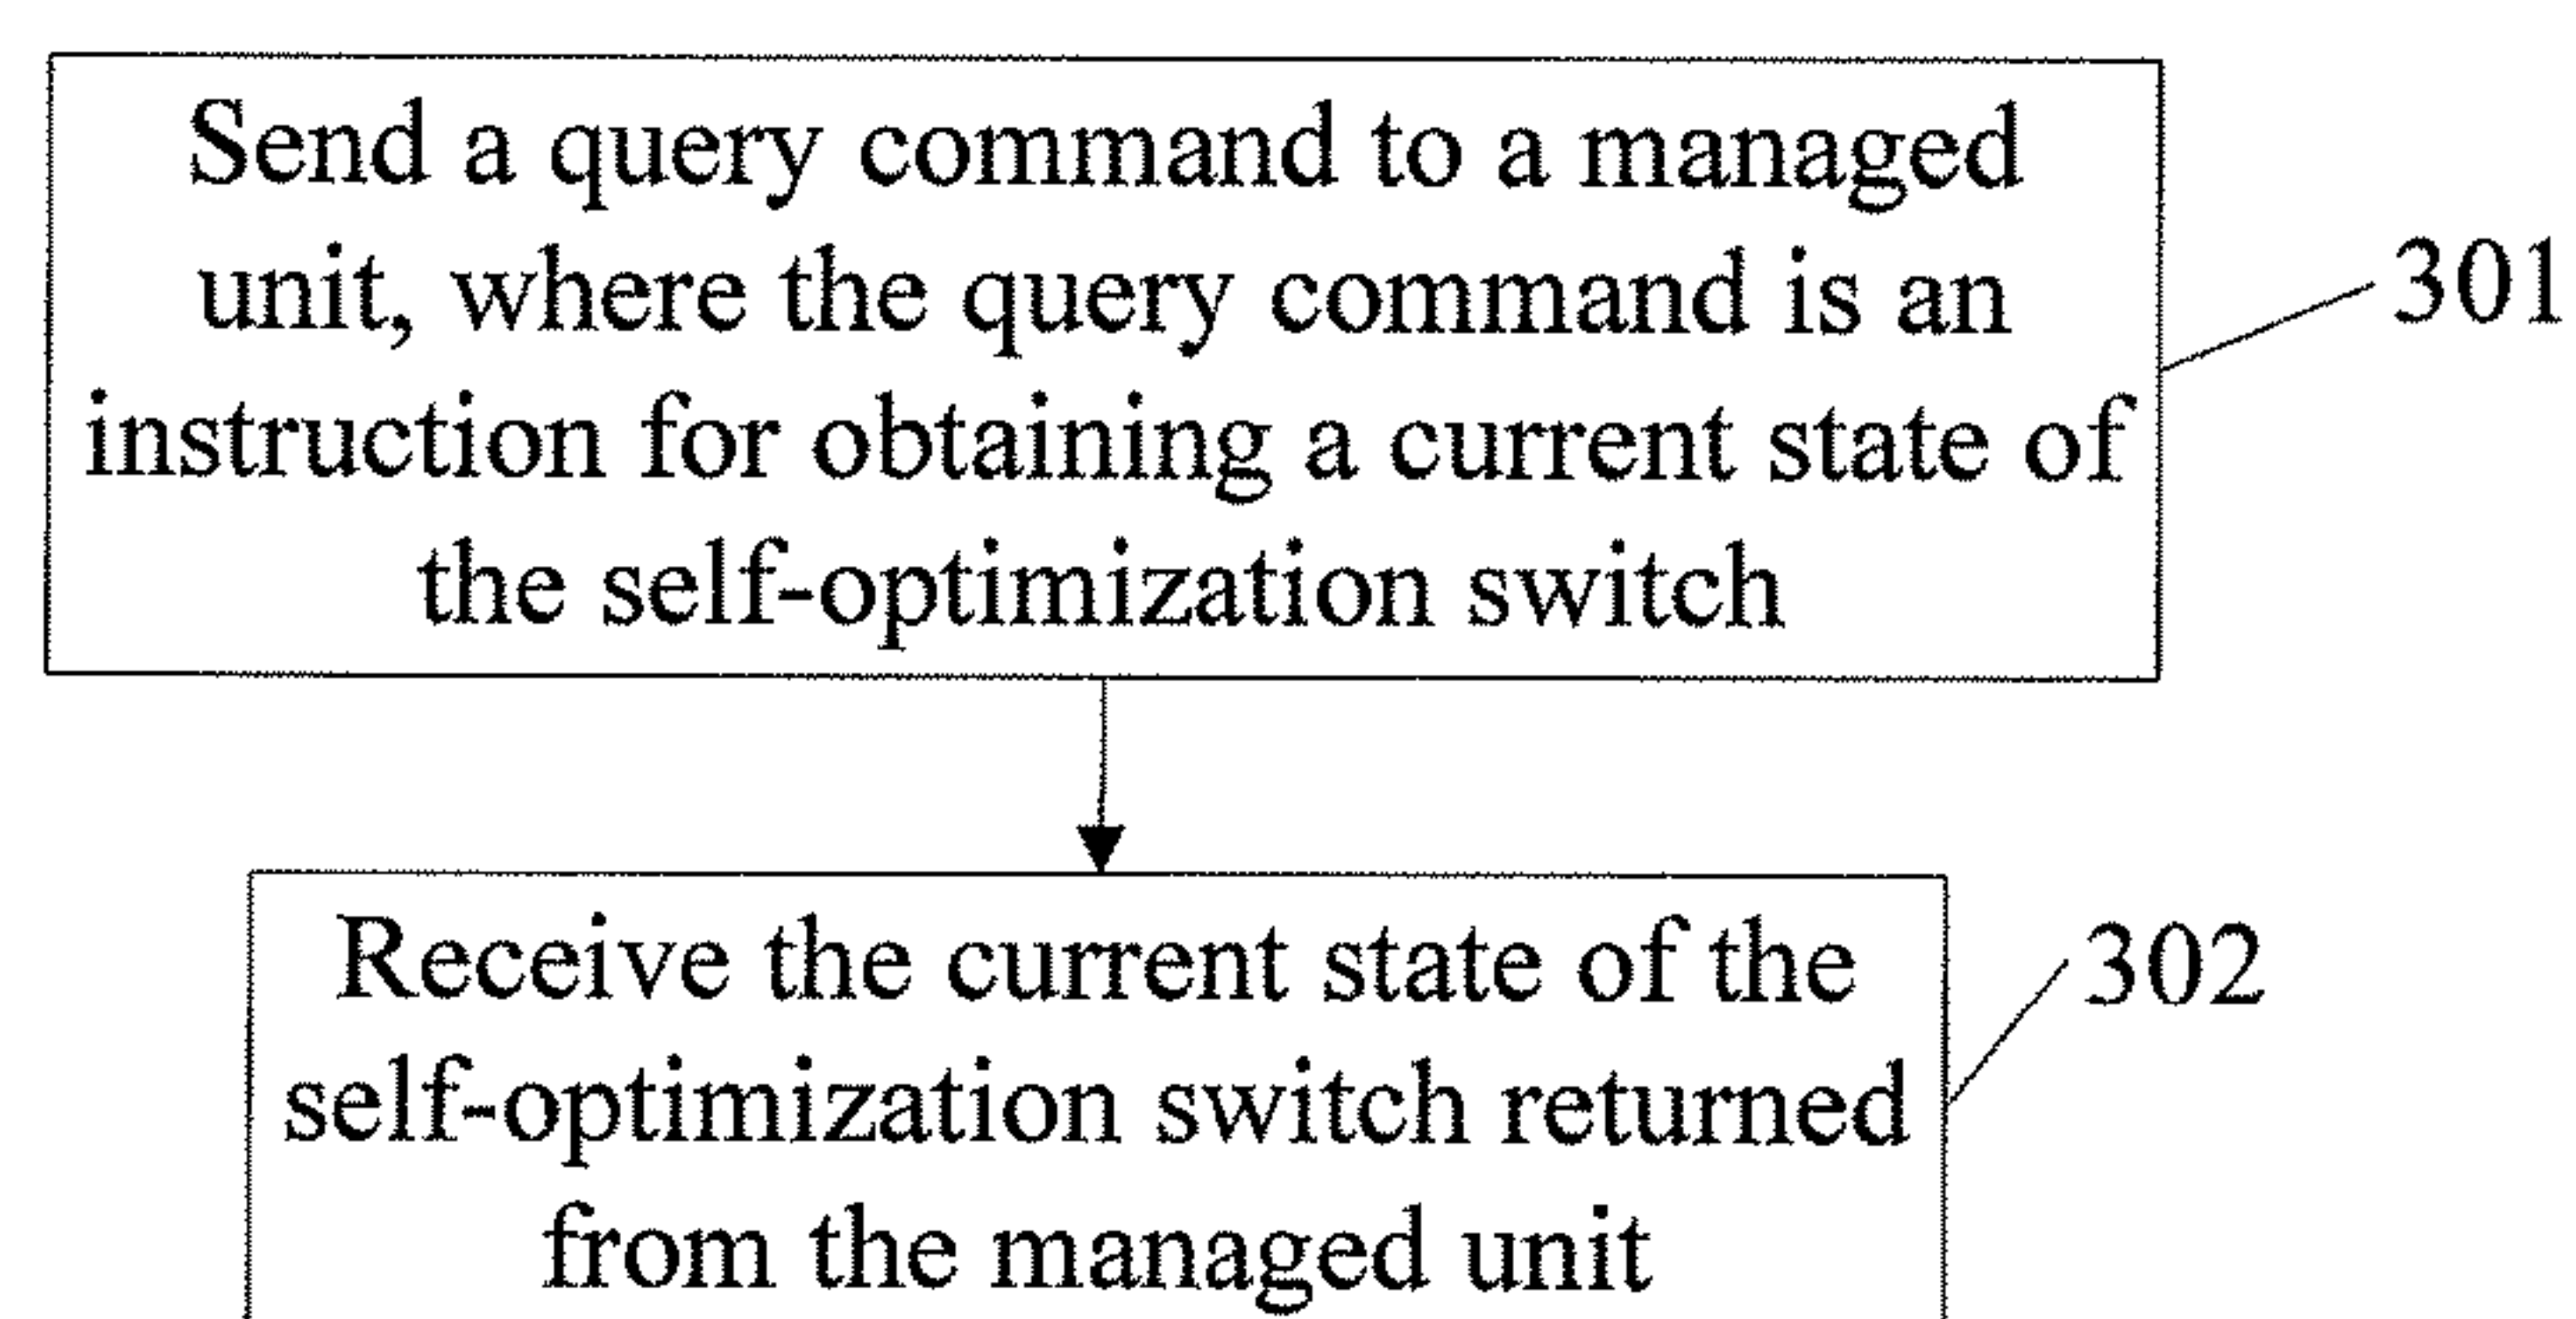 Send a query command to a managed
unit, where the query command is an
301
instruction for obtaining a current state of
the self-optimization switch
Receive the current state of the
302
self-optimization switch returned
from the managed unit